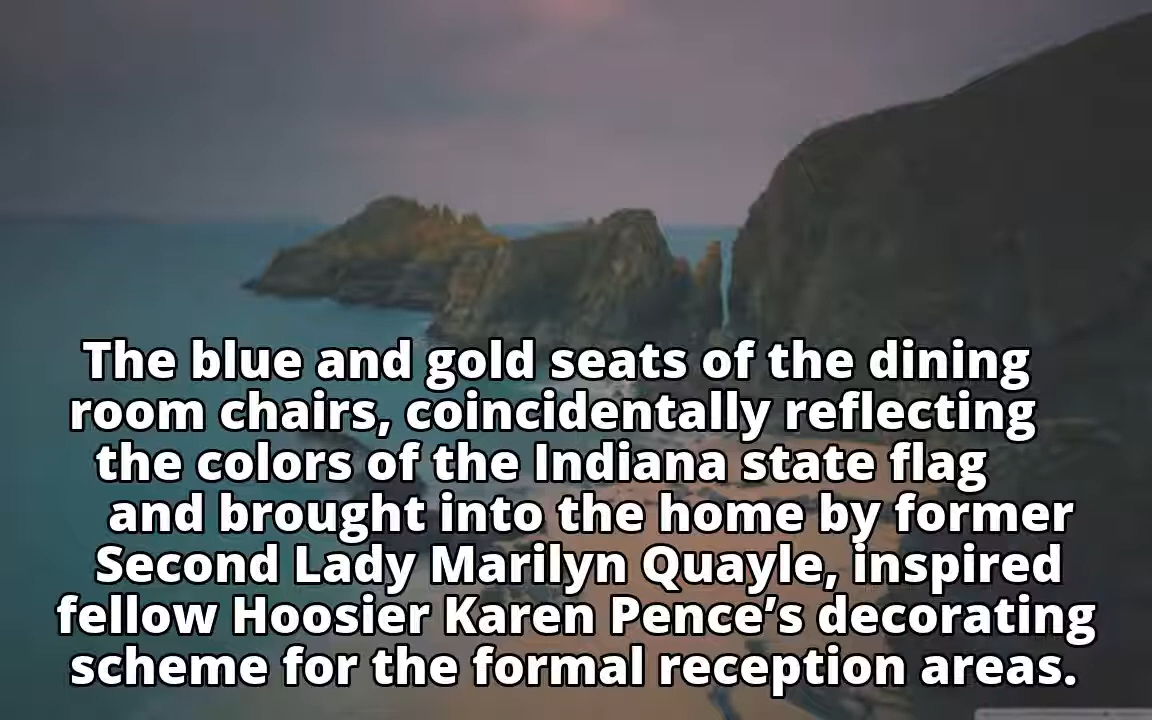 The blue and gold seats of the dining
room chairs, coincidentally reflecting
the colors of the Indiana state flag
and brought into the home by former
Second Lady Marilyn Quayle, inspired
fellow Hoosier Karen Pence’s decorating
scheme for the formal reception areas.